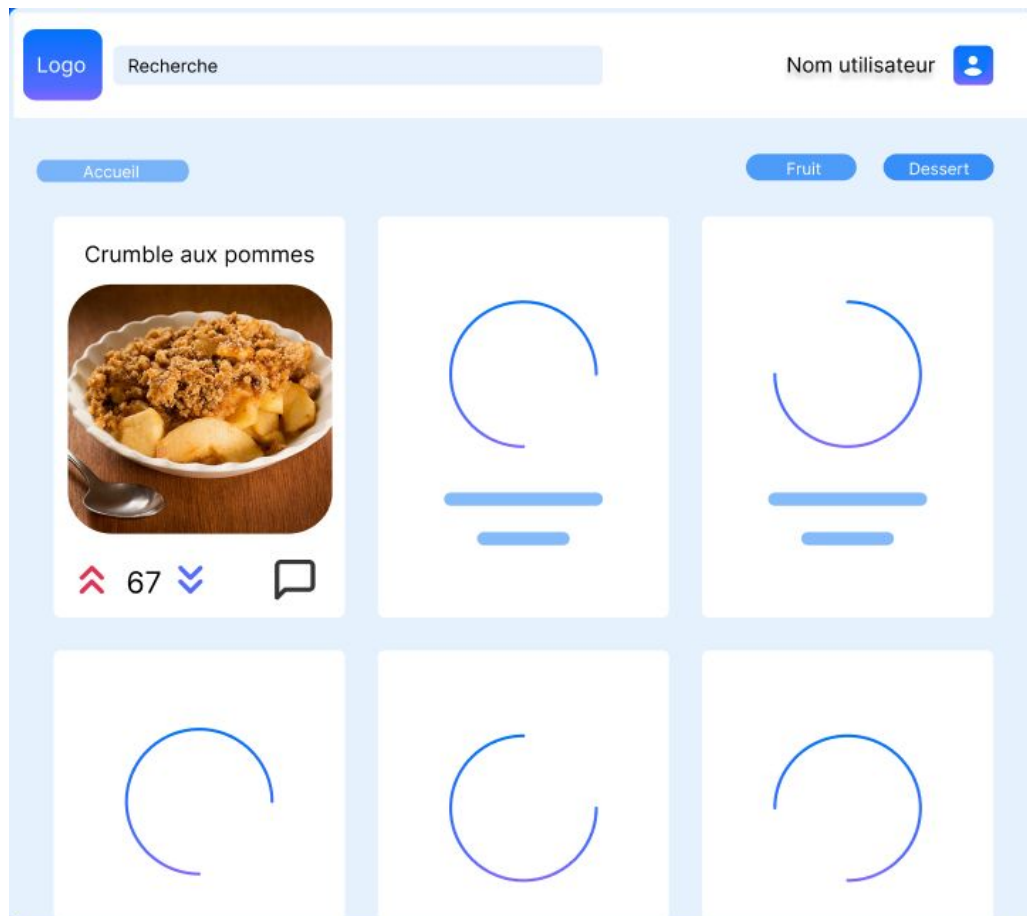 Logo
Recherche
Nom utilisateur
Accueil
Fruit
Dessert
Crumble aux pommes
67